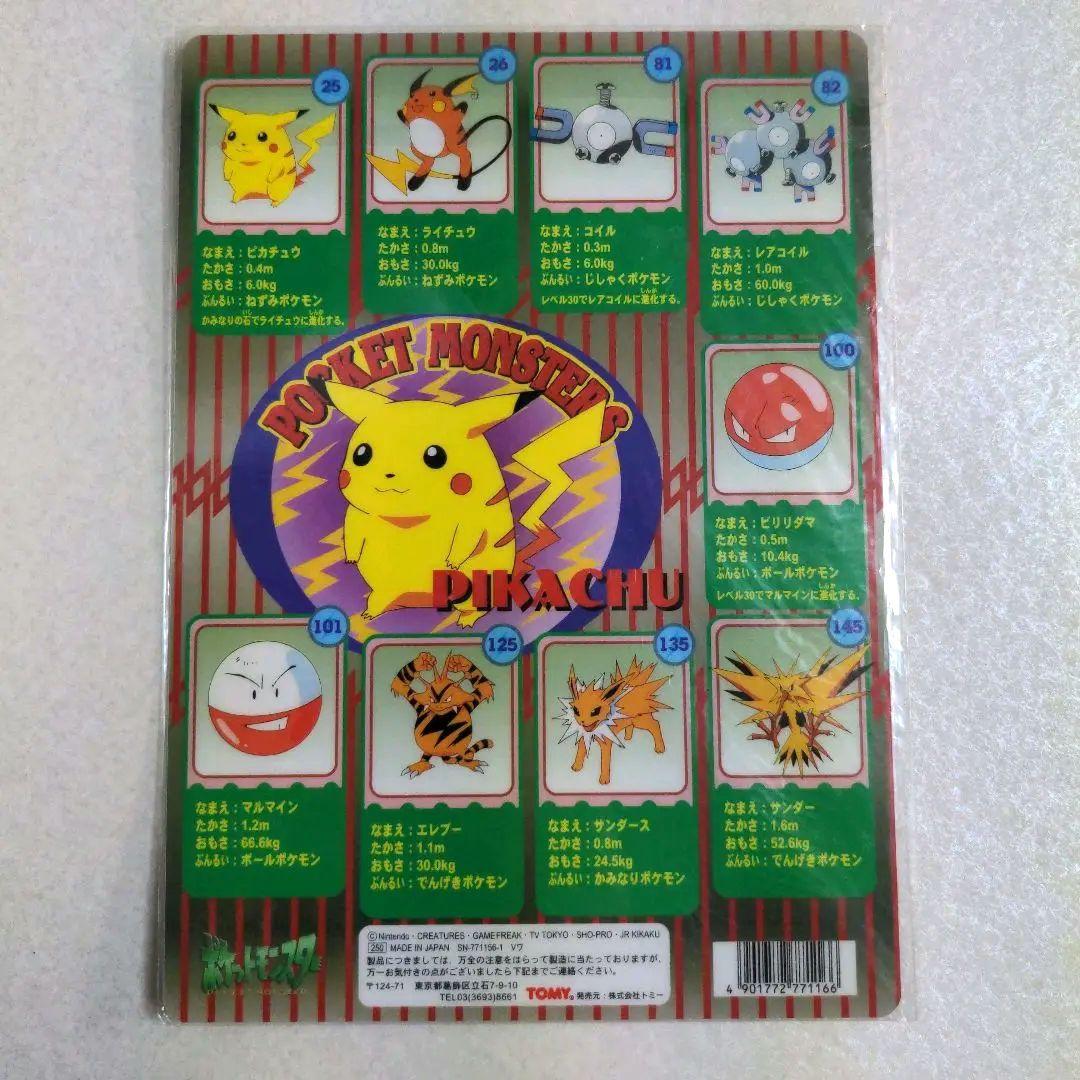 25
なまえ：ピカチュウ
たかさ：0.4m
おもさ：6.0kg
ぶんるい：ねずみポケモン
かみなりの石でライチュウに進化する。
26
なまえ：ライチュウ
たかさ：0.8m
おもさ：30.0kg
ぶんるい：ねずみポケモン
81
なまえ：コイル
たかさ：0.3m
おもさ：6.0kg
ぶんるい：じしゃくポケモン
レベル30でレアコイルに進化する。
82
なまえ：レアコイル
たかさ：1.0m
おもさ：60.0kg
ぶんるい：じしゃくポケモン
POCKET MONSTERS
PIKACHU
100
なまえ：ビリリダマ
たかさ：0.5m
おもさ：10.4kg
ぶんるい：ボールポケモン
レベル30でマルマインに進化する。
101
なまえ：マルマイン
たかさ：1.2m
おもさ：66.6kg
ぶんるい：ボールポケモン
125
なまえ：エレブー
たかさ：1.1m
おもさ：30.0kg
ぶんるい：でんげきポケモン
135
なまえ：サンダース
たかさ：0.8m
おもさ：24.5kg
ぶんるい：かみなりポケモン
145
なまえ：サンダー
たかさ：1.6m
おもさ：52.6kg
ぶんるい：でんげきポケモン
ポケットモンスター
©Nintendo・CREATURES・GAMEFREAK・TV TOKYO・SHO-PRO・JR KIKAKU
250 MADE IN JAPAN SN-771156-1 Vワ
製品につきましては、万全の注意をはらって製造に当たっておりますが、
万一お気付きの点がございましたら下記までご連絡ください。
〒124-71 東京都葛飾区立石7-9-10
TEL03(3693)8661 TOMY® 発売元：株式会社トミー
4 901772 771166